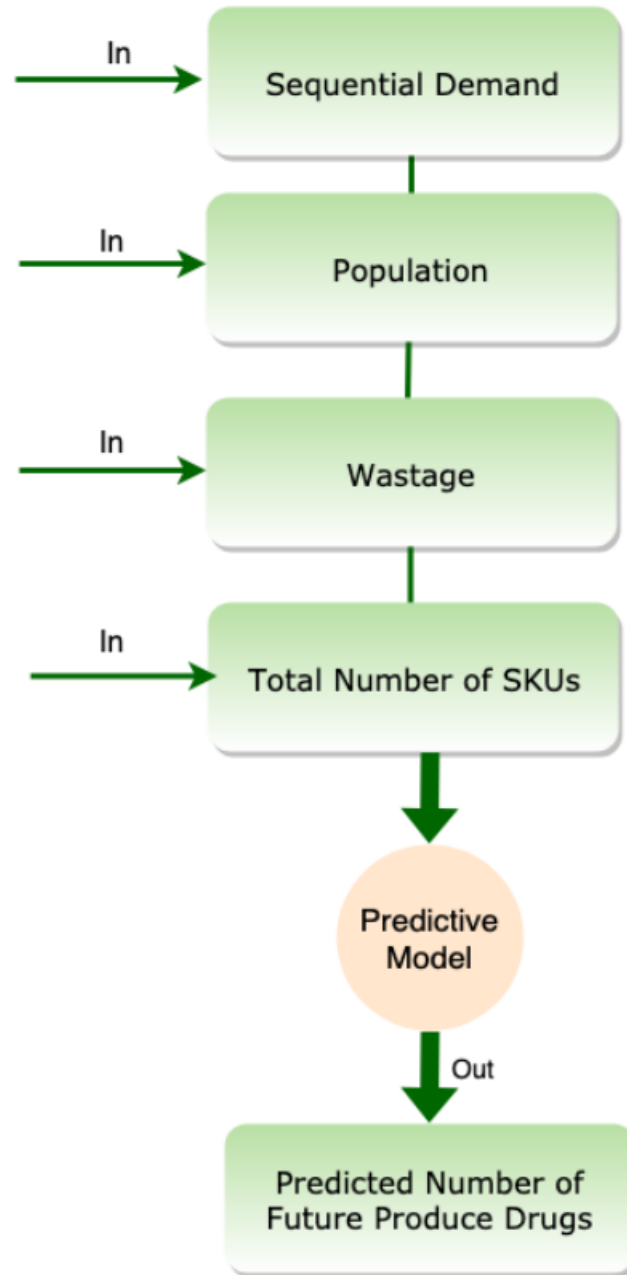 In
Sequential Demand
In
Population
In
Wastage
In
Total Number of SKUs
Predictive
Model
Out
Predicted Number of
Future Produce Drugs